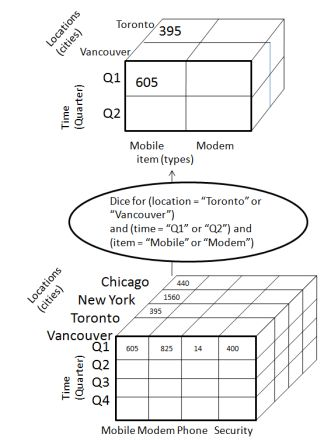 Locations
(cities)
Toronto
395
Vancouver
Q1
605
Q2
Time
(Quarter)
Mobile Modem
item (types)
Dice for (location = "Toronto" or
"Vancouver")
and (time = "Q1" or "Q2") and
(item = "Mobile" or "Modem")
Locations
(cities)
Chicago
440
New York
1560
Toronto
395
Vancouver
Q1
605 825 14 400
Q2
Q3
Q4
Time
(Quarter)
Mobile Modem Phone Security